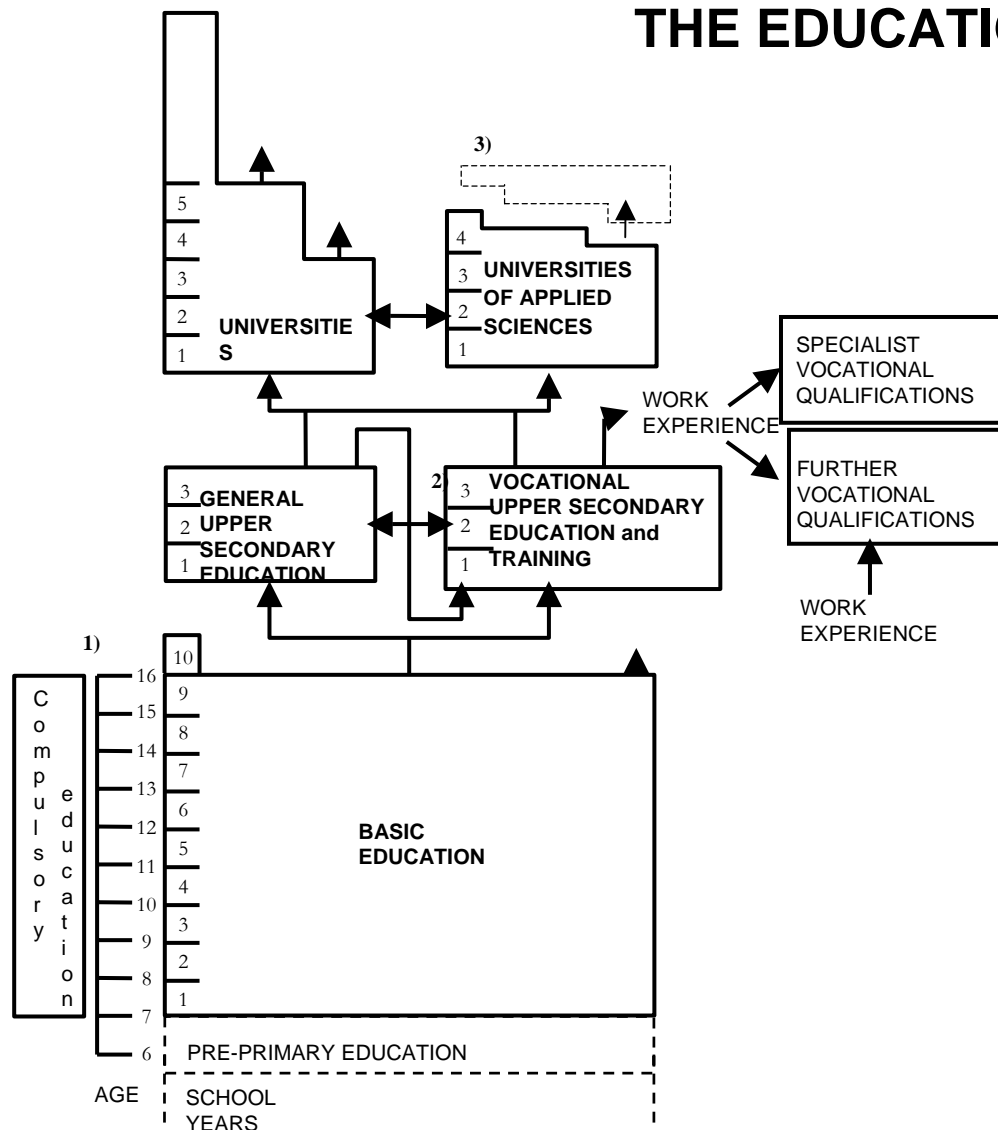 THE EDUCATIO
3)
5
4
3
2
1
UNIVERSITIE
S
4
3
2
1
UNIVERSITIES
OF APPLIED
SCIENCES
SPECIALIST
VOCATIONAL
QUALIFICATIONS
WORK
EXPERIENCE
FURTHER
VOCATIONAL
QUALIFICATIONS
WORK
EXPERIENCE
3
2
1
GENERAL
UPPER
SECONDARY
EDUCATION
2)
3
2
1
VOCATIONAL
UPPER SECONDARY
EDUCATION and
TRAINING
1)
Compulsory
education
16
15
14
13
12
11
10
9
8
7
6
10
9
8
7
6
5
4
3
2
1
BASIC
EDUCATION
PRE-PRIMARY EDUCATION
AGE
SCHOOL
YEARS